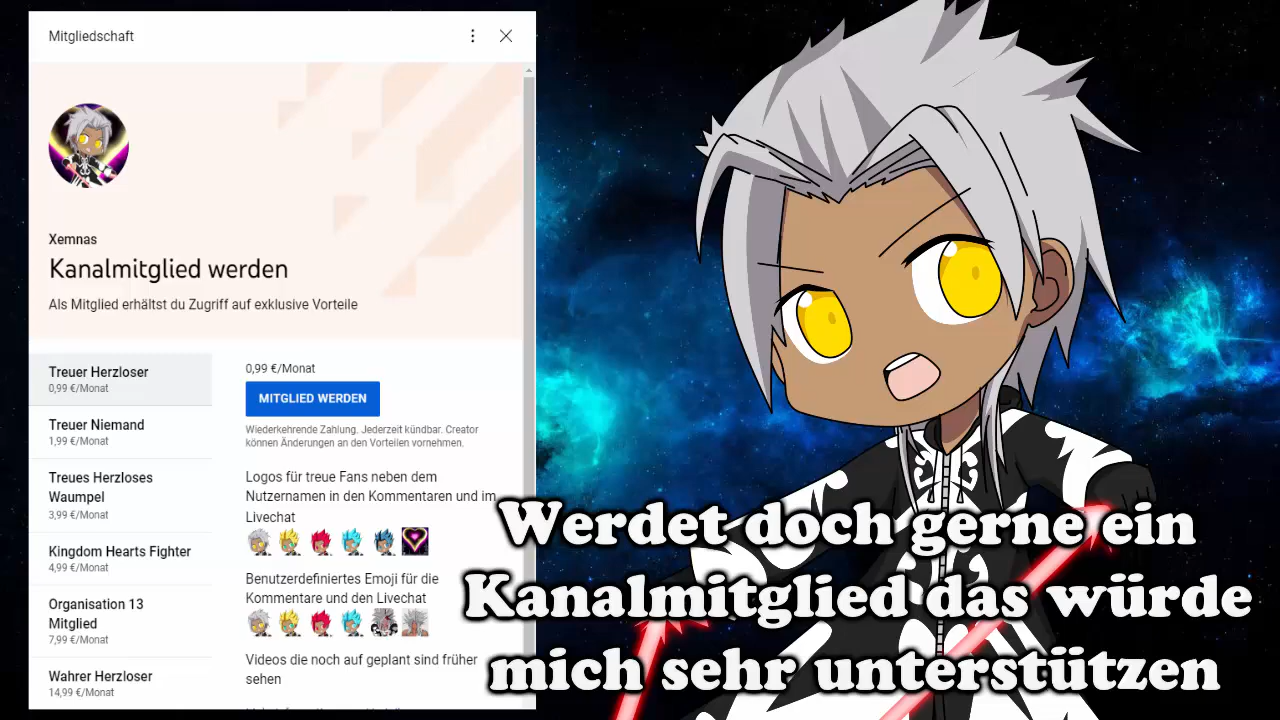 Mitgliedschaft
Xemnas
Kanalmitglied werden
Als Mitglied erhältst du Zugriff auf exklusive Vorteile
Treuer Herzloser
0,99 €/Monat
Treuer Niemand
1,99 €/Monat
Treues Herzloses
Waumpel
3,99 €/Monat
Kingdom Hearts Fighter
4,99 €/Monat
Organisation 13
Mitglied
7,99 €/Monat
Wahrer Herzloser
14,99 €/Monat
0,99 €/Monat
MITGLIED WERDEN
Wiederkehrende Zahlung. Jederzeit kündbar. Creator
können Änderungen an den Vorteilen vornehmen.
Logos für treue Fans neben dem
Nutzernamen in den Kommentaren und im
Livechat
Benutzerdefiniertes Emoji für die
Kommentare und den Livechat
Videos die noch auf geplant sind früher
sehen
Werdet doch gerne ein
Kanalmitglied das würde
mich sehr unterstützen